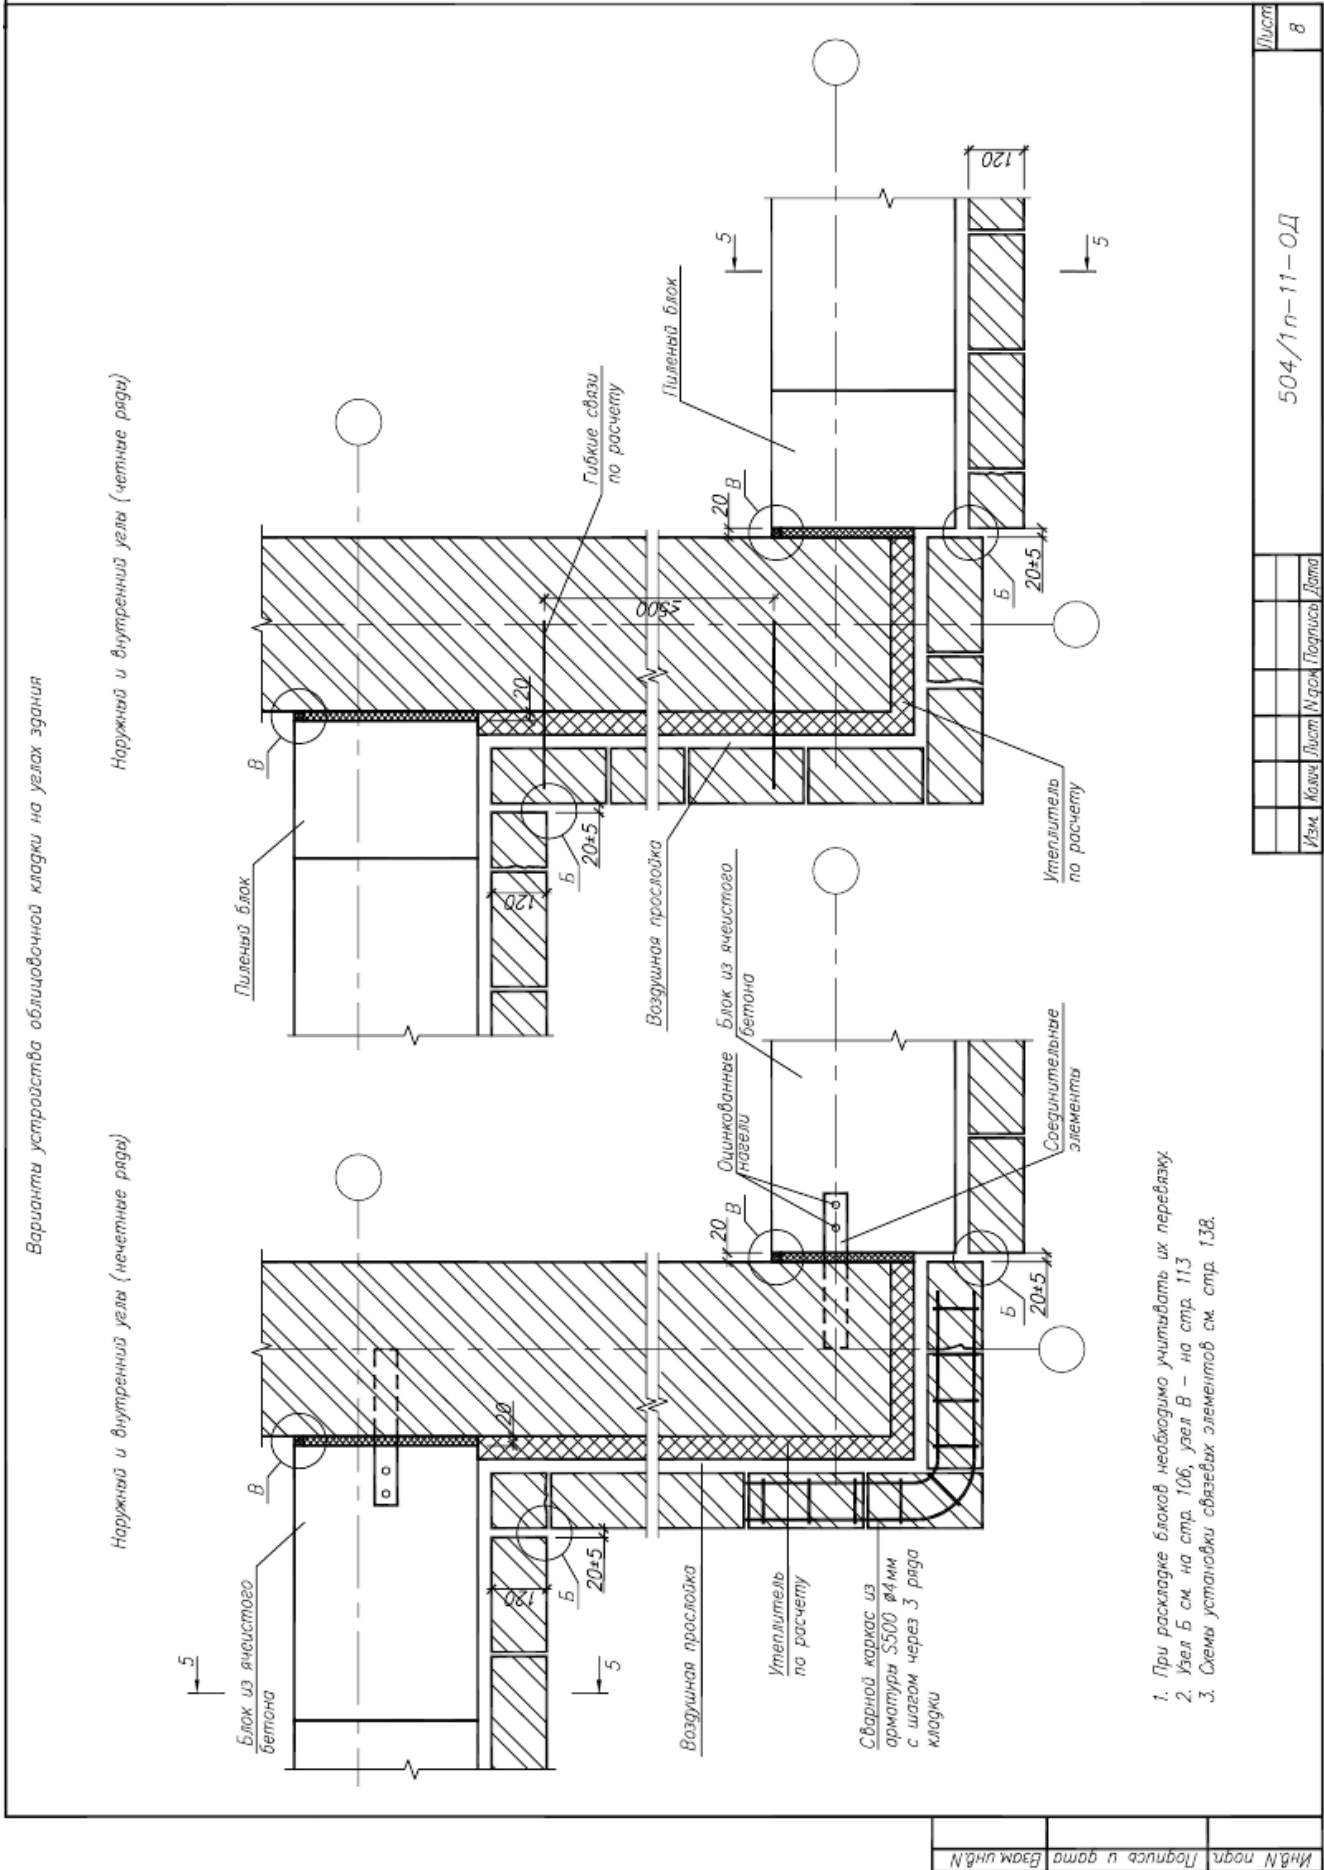 Варианты устройства облицовочной кладки на углах здания
Наружный и внутренний углы (нечетные ряды)
Наружный и внутренний углы (четные ряды)
5
Блок из ячеистого
бетона
В
20
120
Б
20±5
5
Воздушная прослойка
Утеплитель
по расчету
Сварной каркас из
арматуры S500 ø4мм
с шагом через 3 ряда
кладки
20
В
Оцинкованные
нагели
Блок из ячеистого
бетона
Б
20±5
Соединительные
элементы
Пиленый блок
В
20
120
Б
20±5
Воздушная прослойка
≤500
Гибкие связи
по расчету
Пиленый блок
20
В
5
Б
20±5
120
5
Утеплитель
по расчету
1. При раскладке блоков необходимо учитывать их перевязку.
2. Узел Б см. на стр. 106, узел В - на стр. 113
3. Схемы установки связевых элементов см. стр. 138.
Изм. Колич. Лист N док. Подпись Дата
504/1п-11-ОД
Лист
8
Инв.N подл. Подпись и дата Взам инв.N